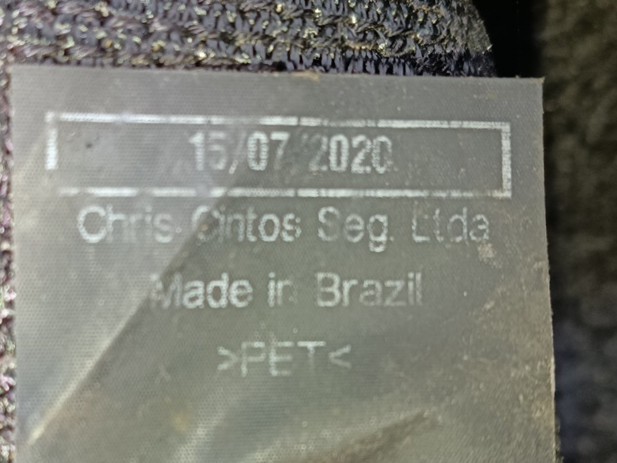 15/07/2020
Chris Cintos Seg. Ltda
Made in Brazil
>PET<